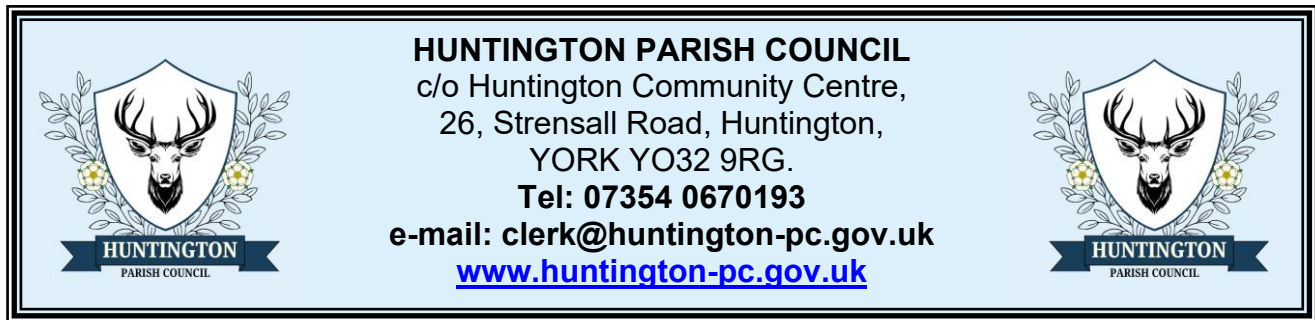 HUNTINGTON PARISH COUNCIL
c/o Huntington Community Centre,
26, Strensall Road, Huntington,
YORK YO32 9RG.
Tel: 07354 0670193
e-mail: clerk@huntington-pc.gov.uk
www.huntington-pc.gov.uk
HUNTINGTON
PARISH COUNCIL
HUNTINGTON
PARISH COUNCIL